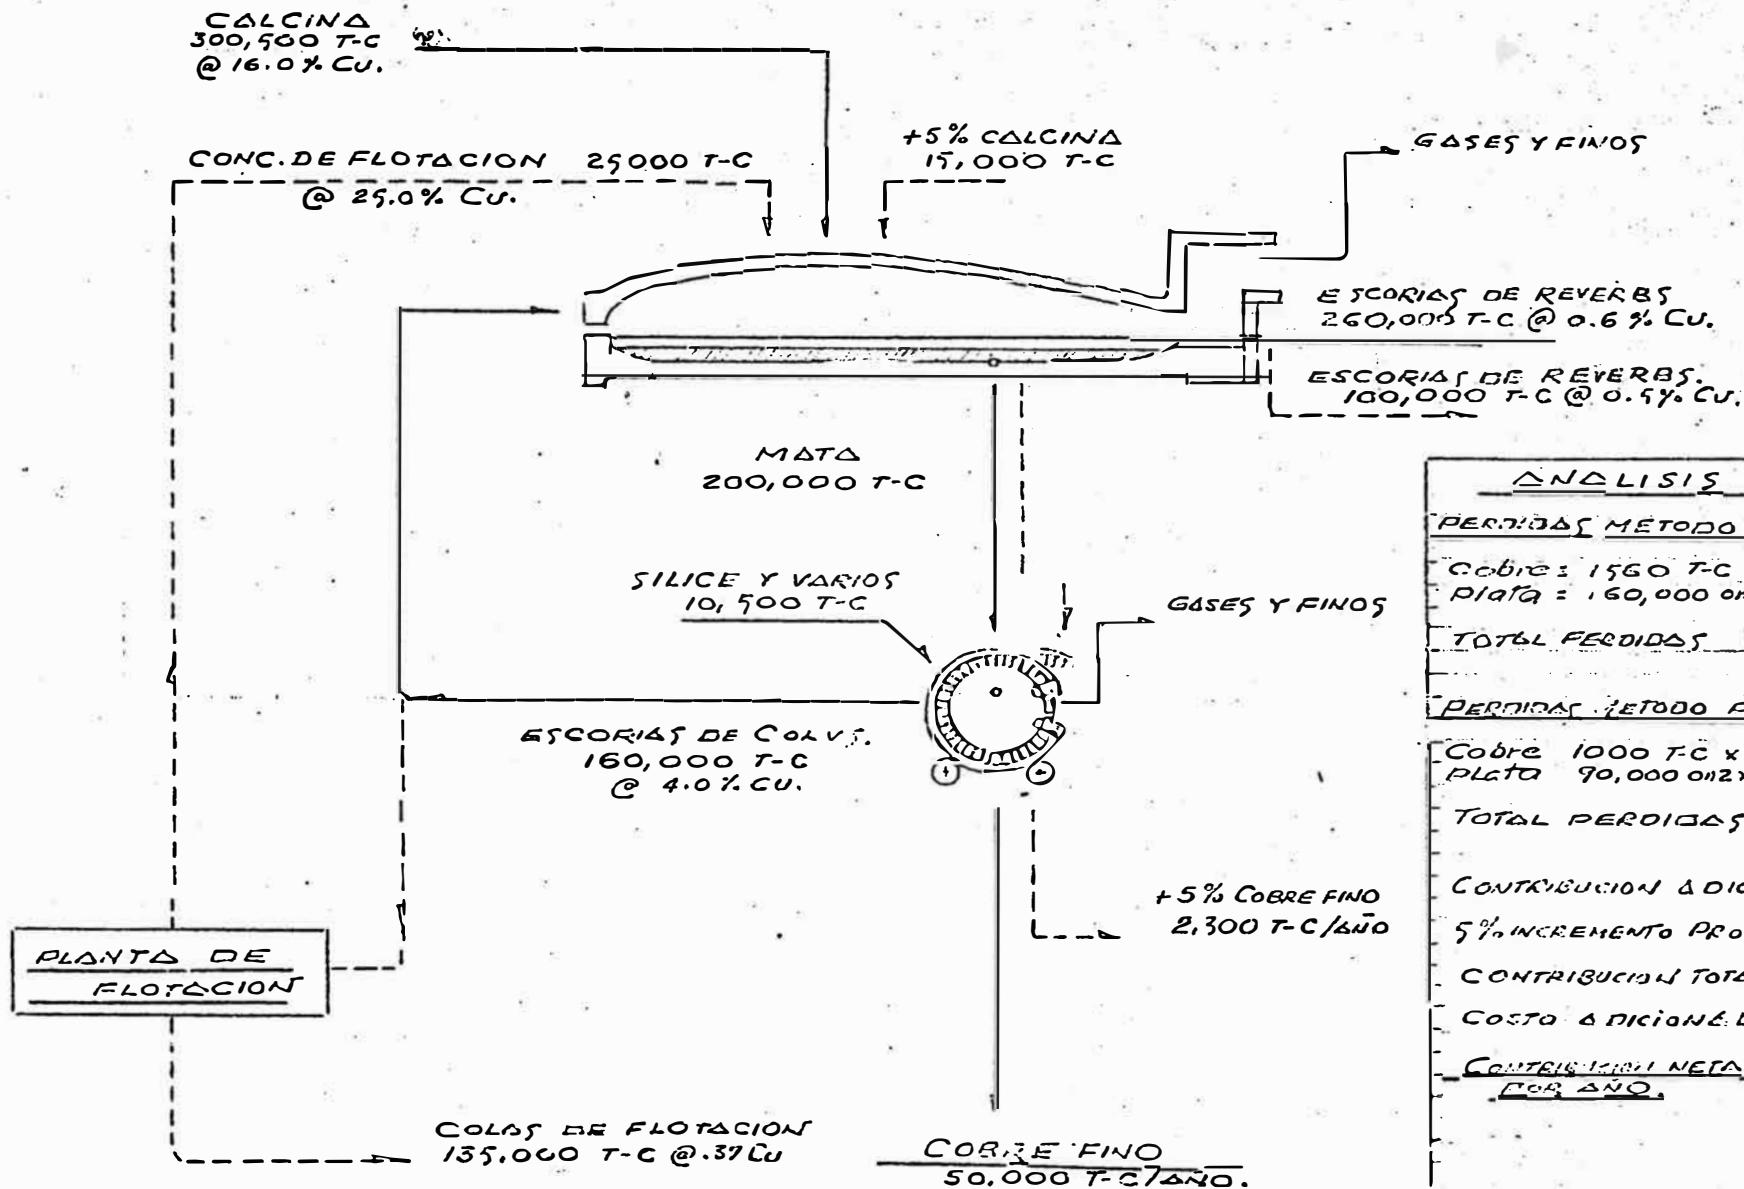 CALCINA
300,500 T-C
@ 16.0% Cu.
CONC. DE FLOTACION 25000 T-C
@ 25.0% Cu.
+5% CALCINA
15,000 T-C
GASES Y FINOS
ESCORIAS DE REVERBS
260,000 T-C @ 0.6% Cu.
ESCORIAS DE REVERBS.
100,000 T-C @ 0.5% Cu.
MATA
200,000 T-C
SILICE Y VARIOS
10,500 T-C
GASES Y FINOS
ESCORIAS DE
160,000 T-C
@ 4.0% CU.
+5% COBRE FINO
2,300 T-C/AÑO
PLANTA DE
FLOTACION
COLAS DE FLOTACION
135,000 T-C @ .37 Cu
COBRE FINO
50,000 T-C/AÑO.
ANALISIS
PERDIDAS METODO
Cobre: 1560 T-C
Plata = 160,000 
TOTAL PERDIDAS
PERDIDAS METODO
Cobre 1000 T-C x
Plata 90,000 onz x
TOTAL PERDIDAS
CONTRIBUCION ADIC
5% INCREMENTO PRO
CONTRIBUCION TOTA
COSTO ADICIONAL
CONTRIBUCION NETA
POR AÑO.